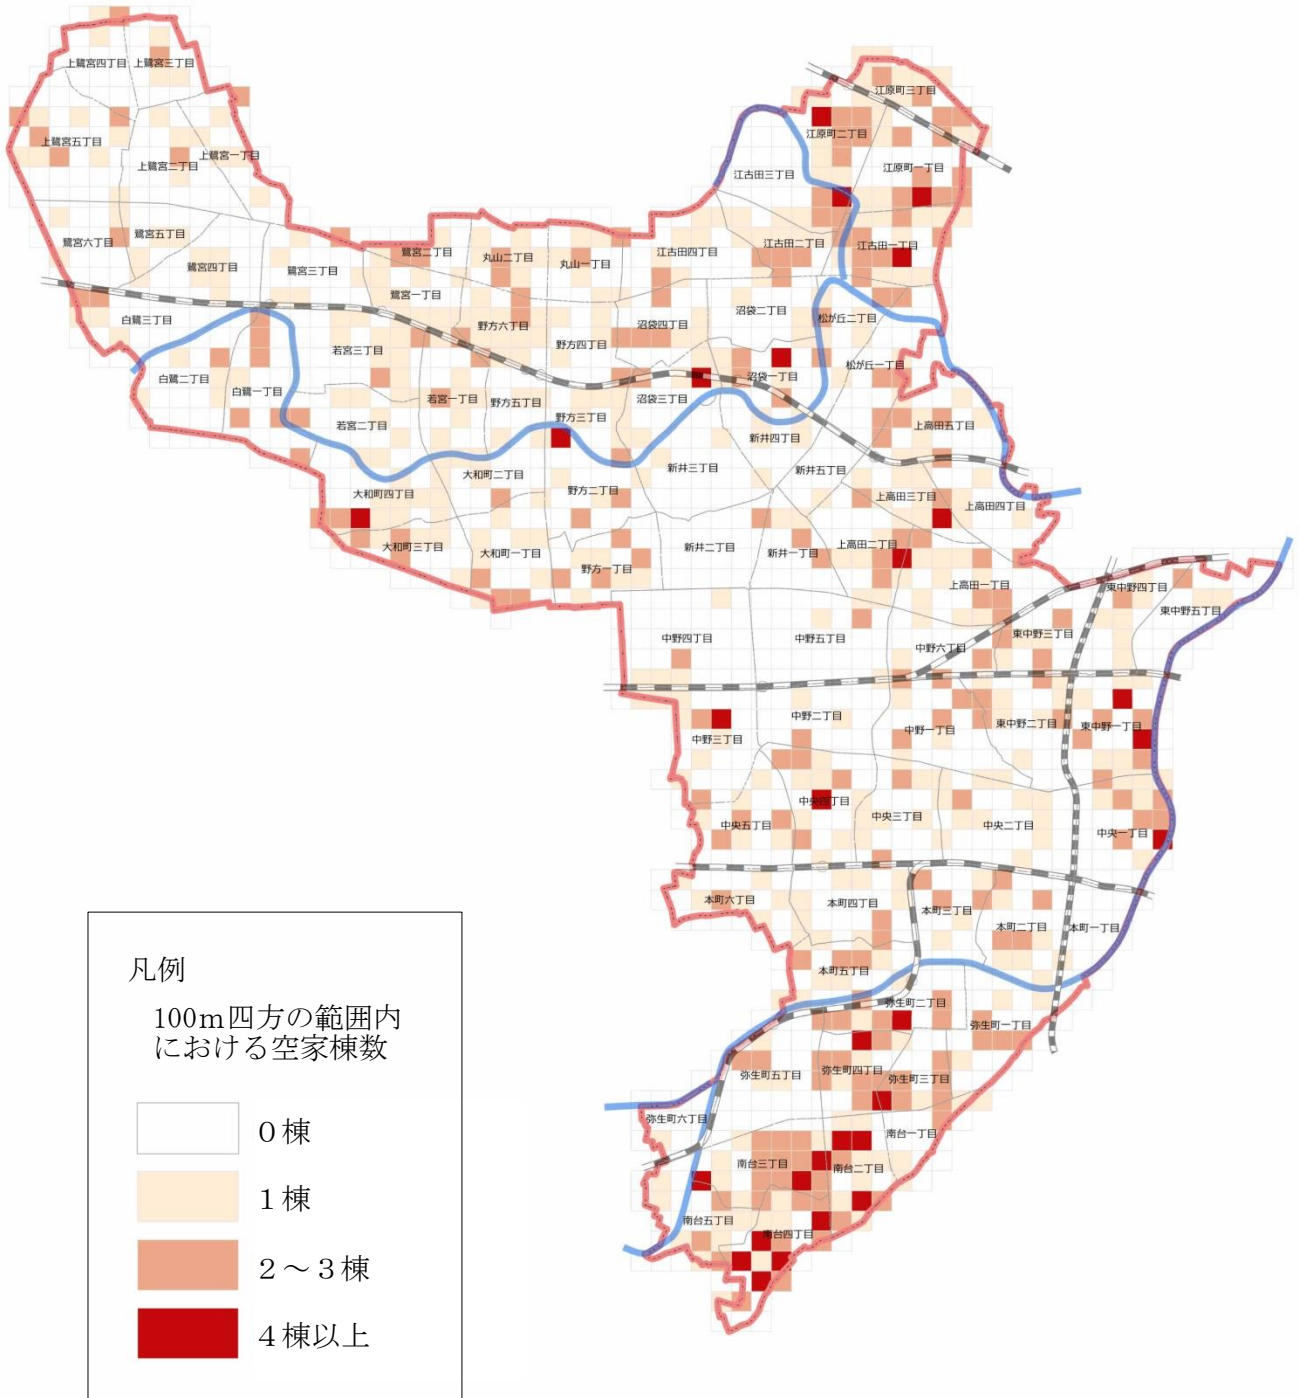 上鷺宮四丁目
上鷺宮三丁目
江原町三丁目
江原町二丁目
上鷺宮五丁目
上鷺宮一丁目
上鷺宮二丁目
江原町一丁目
江古田三丁目
鷺宮五丁目
鷺宮六丁目
江古田二丁目
江古田一丁目
鷺宮二丁目
江古田四丁目
丸山二丁目
丸山一丁目
鷺宮四丁目
鷺宮三丁目
鷺宮一丁目
沼袋二丁目
松が丘二丁目
白鷺三丁目
野方六丁目
沼袋四丁目
野方四丁目
若宮三丁目
松が丘一丁目
沼袋一丁目
白鷺二丁目
白鷺一丁目
若宮一丁目
野方五丁目
沼袋三丁目
野方三丁目
若宮二丁目
上高田五丁目
新井四丁目
新井三丁目
新井五丁目
大和町二丁目
大和町四丁目
野方二丁目
上高田三丁目
上高田四丁目
大和町三丁目
大和町一丁目
新井二丁目
新井一丁目
上高田二丁目
野方一丁目
上高田一丁目
東中野四丁目
東中野五丁目
中野四丁目
中野五丁目
東中野三丁目
中野六丁目
中野二丁目
東中野二丁目
東中野一丁目
中野一丁目
中野三丁目
中央四丁目
中央三丁目
中央五丁目
中央二丁目
中央一丁目
本町六丁目
本町四丁目
本町三丁目
本町二丁目
本町一丁目
本町五丁目
弥生町二丁目
弥生町一丁目
弥生町五丁目
弥生町四丁目
弥生町三丁目
弥生町六丁目
南台一丁目
南台三丁目
南台二丁目
南台五丁目
南台四丁目
凡例
100m四方の範囲内
における空家棟数
0棟
1棟
2～3棟
4棟以上